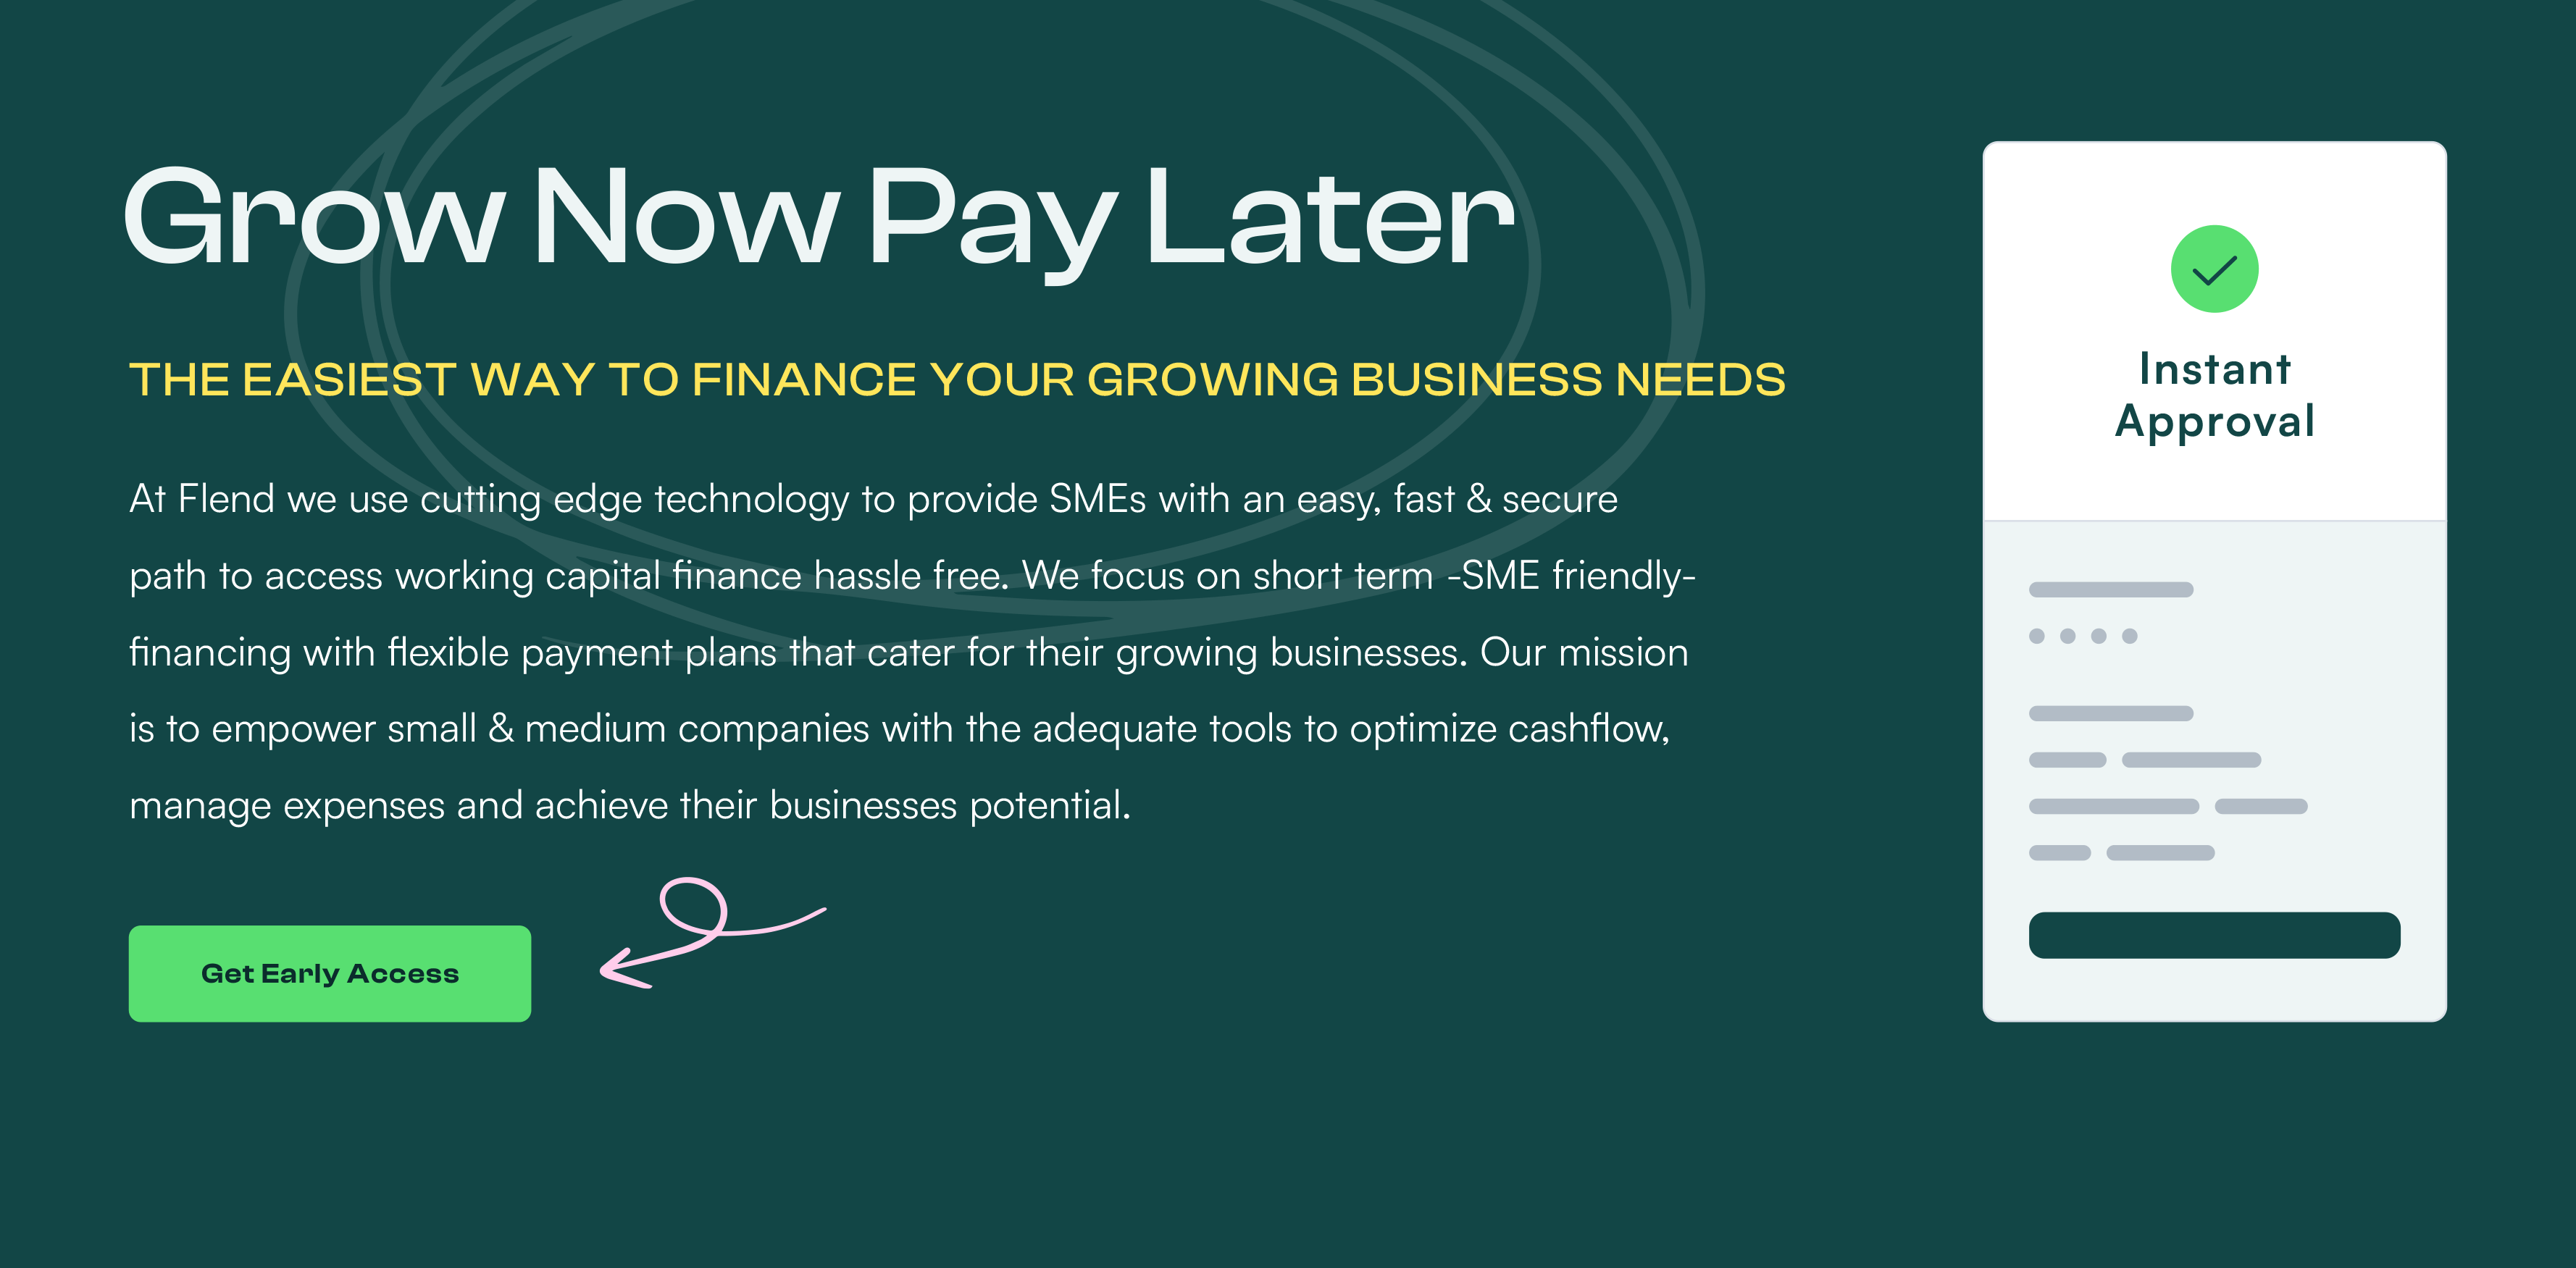 Grow Now Pay Later
THE EASIEST WAY TO FINANCE YOUR GROWING BUSINESS NEEDS
At Flend we use cutting edge technology to provide SMEs with an easy, fast & secure
path to access working capital finance hassle free. We focus on short term -SME friendly-
financing with flexible payment plans that cater for their growing businesses. Our mission
is to empower small & medium companies with the adequate tools to optimize cashflow,
manage expenses and achieve their businesses potential.
Get Early Access
Instant
Approval